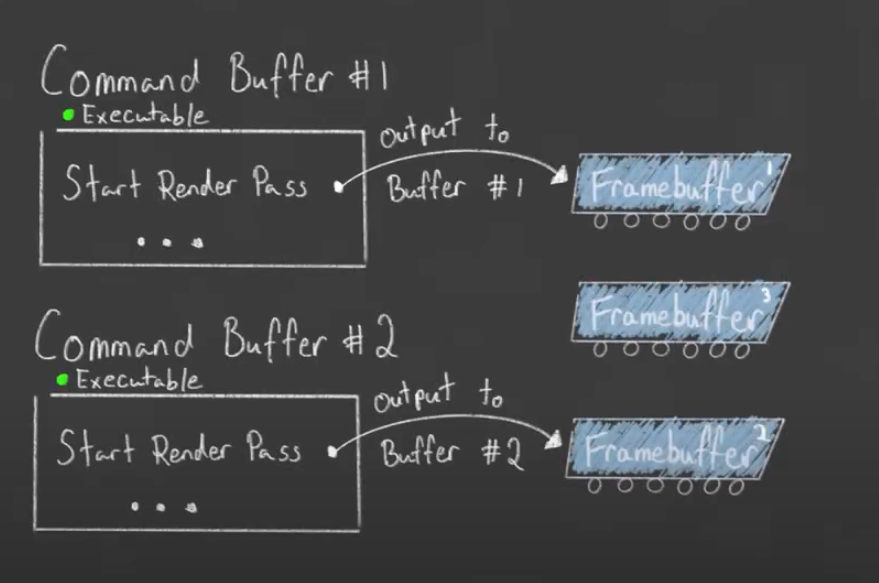 Command Buffer #1
Executable
Start Render Pass
...
output to
Buffer #1
Framebuffer 1
Framebuffer 3
Command Buffer #2
Executable
Start Render Pass
...
output to
Buffer #2
Framebuffer 2